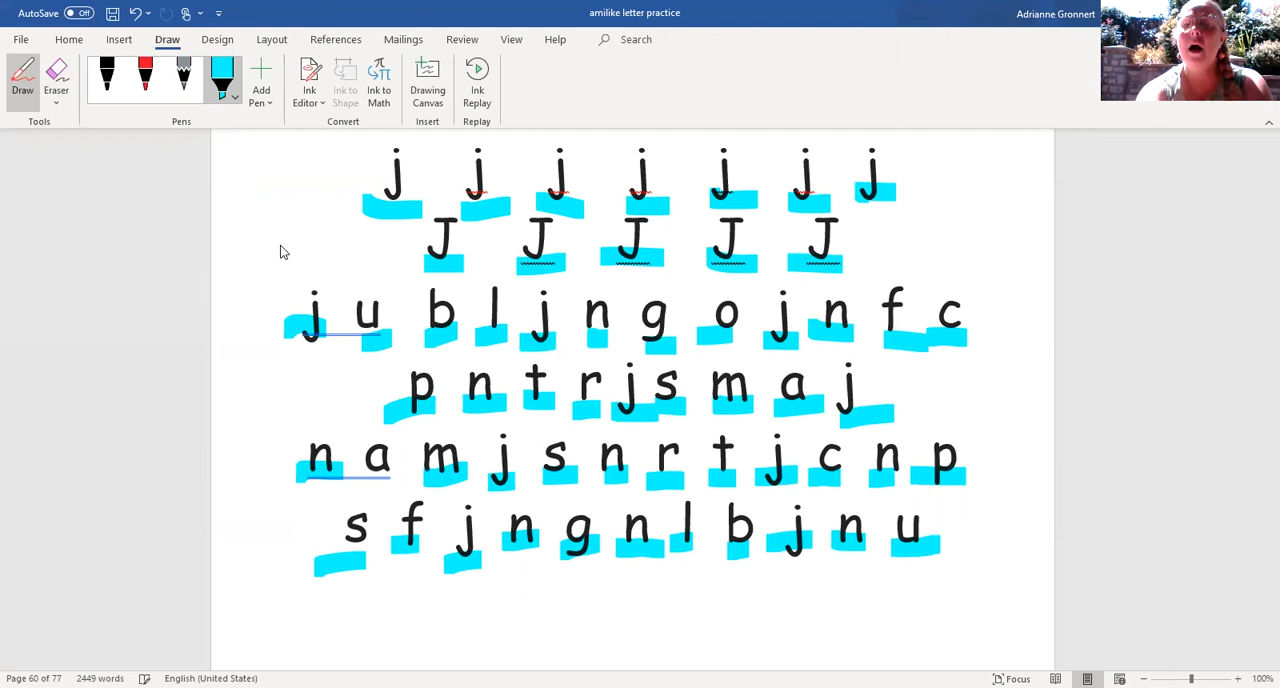 AutoSave Off amilike letter practice Adrianne Gronnert
File Home Insert Draw Design Layout References Mailings Review View Help Search
Draw Eraser Add Pen Ink Editor Ink to Shape Ink to Math Drawing Canvas Ink Replay
Tools Pens Convert Insert Replay
j j j j j j j
J J J J J
j u b l j n g o j n f c
p n t r j s m a j
n a m j s n r t j c n p
s f j n g n l b j n u
Page 60 of 77 2449 words English (United States) Focus 100%